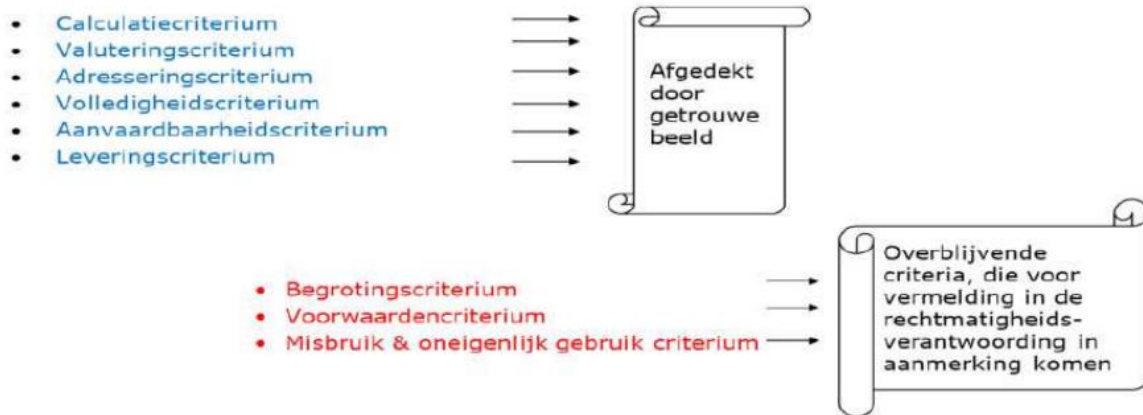 • Calculatiecriterium
• Valuteringscriterium
• Adresseringscriterium
• Volledigheidscriterium
• Aanvaardbaarheidscriterium
• Leveringscriterium
Afgedekt
door
getrouwe
beeld
• Begrotingscriterium
• Voorwaardencriterium
• Misbruik & oneigenlijk gebruik criterium
Overblijvende
criteria, die voor
vermelding in de
rechtmatigheids-
verantwoording in
aanmerking komen